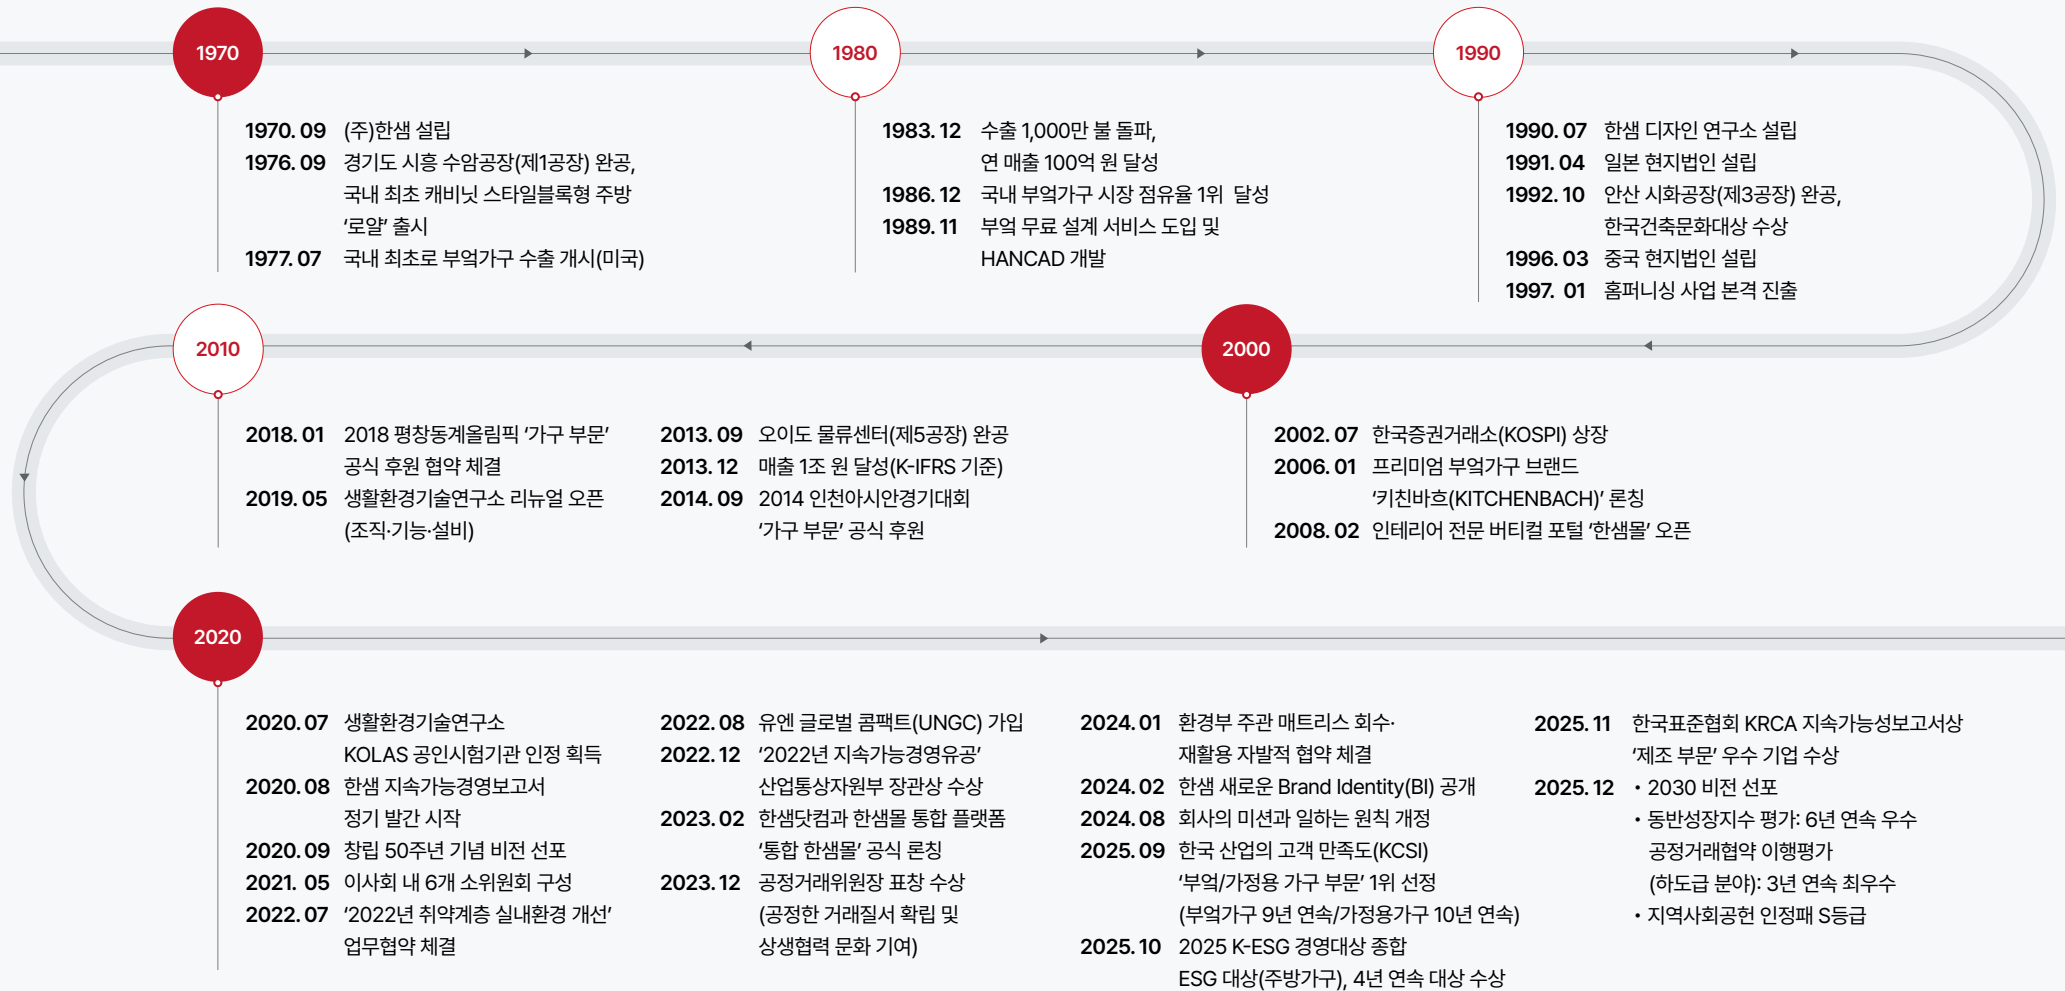 1970
1970. 09 (주)한샘 설립
1976. 09 경기도 시흥 수암공장(제1공장) 완공,
국내 최초 캐비닛 스타일블록형 주방
‘로얄’ 출시
1977. 07 국내 최초로 부엌가구 수출 개시(미국)
1980
1983. 12 수출 1,000만 불 돌파,
연 매출 100억 원 달성
1986. 12 국내 부엌가구 시장 점유율 1위 달성
1989. 11 부엌 무료 설계 서비스 도입 및
HANCAD 개발
1990
1990. 07 한샘 디자인 연구소 설립
1991. 04 일본 현지법인 설립
1992. 10 안산 시화공장(제3공장) 완공,
한국건축문화대상 수상
1996. 03 중국 현지법인 설립
1997. 01 홈퍼니싱 사업 본격 진출
2000
2002. 07 한국증권거래소(KOSPI) 상장
2006. 01 프리미엄 부엌가구 브랜드
‘키친바흐(KITCHENBACH)’ 론칭
2008. 02 인테리어 전문 버티컬 포털 ‘한샘몰’ 오픈
2010
2013. 09 오이도 물류센터(제5공장) 완공
2013. 12 매출 1조 원 달성(K-IFRS 기준)
2014. 09 2014 인천아시안경기대회
‘가구 부문’ 공식 후원
2018. 01 2018 평창동계올림픽 ‘가구 부문’
공식 후원 협약 체결
2019. 05 생활환경기술연구소 리뉴얼 오픈
(조직·기능·설비)
2020
2020. 07 생활환경기술연구소
KOLAS 공인시험기관 인정 획득
2020. 08 한샘 지속가능경영보고서
정기 발간 시작
2020. 09 창립 50주년 기념 비전 선포
2021. 05 이사회 내 6개 소위원회 구성
2022. 07 ‘2022년 취약계층 실내환경 개선’
업무협약 체결
2022. 08 유엔 글로벌 콤팩트(UNGC) 가입
2022. 12 ‘2022년 지속가능경영유공’
산업통상자원부 장관상 수상
2023. 02 한샘닷컴과 한샘몰 통합 플랫폼
‘통합 한샘몰’ 공식 론칭
2023. 12 공정거래위원장 표창 수상
(공정한 거래질서 확립 및
상생협력 문화 기여)
2024. 01 환경부 주관 매트리스 회수·
재활용 자발적 협약 체결
2024. 02 한샘 새로운 Brand Identity(BI) 공개
2024. 08 회사의 미션과 일하는 원칙 개정
2025. 09 한국 산업의 고객 만족도(KCSI)
‘부엌/가정용 가구 부문’ 1위 선정
(부엌가구 9년 연속/가정용가구 10년 연속)
2025. 10 2025 K-ESG 경영대상 종합
ESG 대상(주방가구), 4년 연속 대상 수상
2025. 11 한국표준협회 KRCA 지속가능성보고서상
‘제조 부문’ 우수 기업 수상
2025. 12 • 2030 비전 선포
• 동반성장지수 평가: 6년 연속 우수
공정거래협약 이행평가
(하도급 분야): 3년 연속 최우수
• 지역사회공헌 인정패 S등급